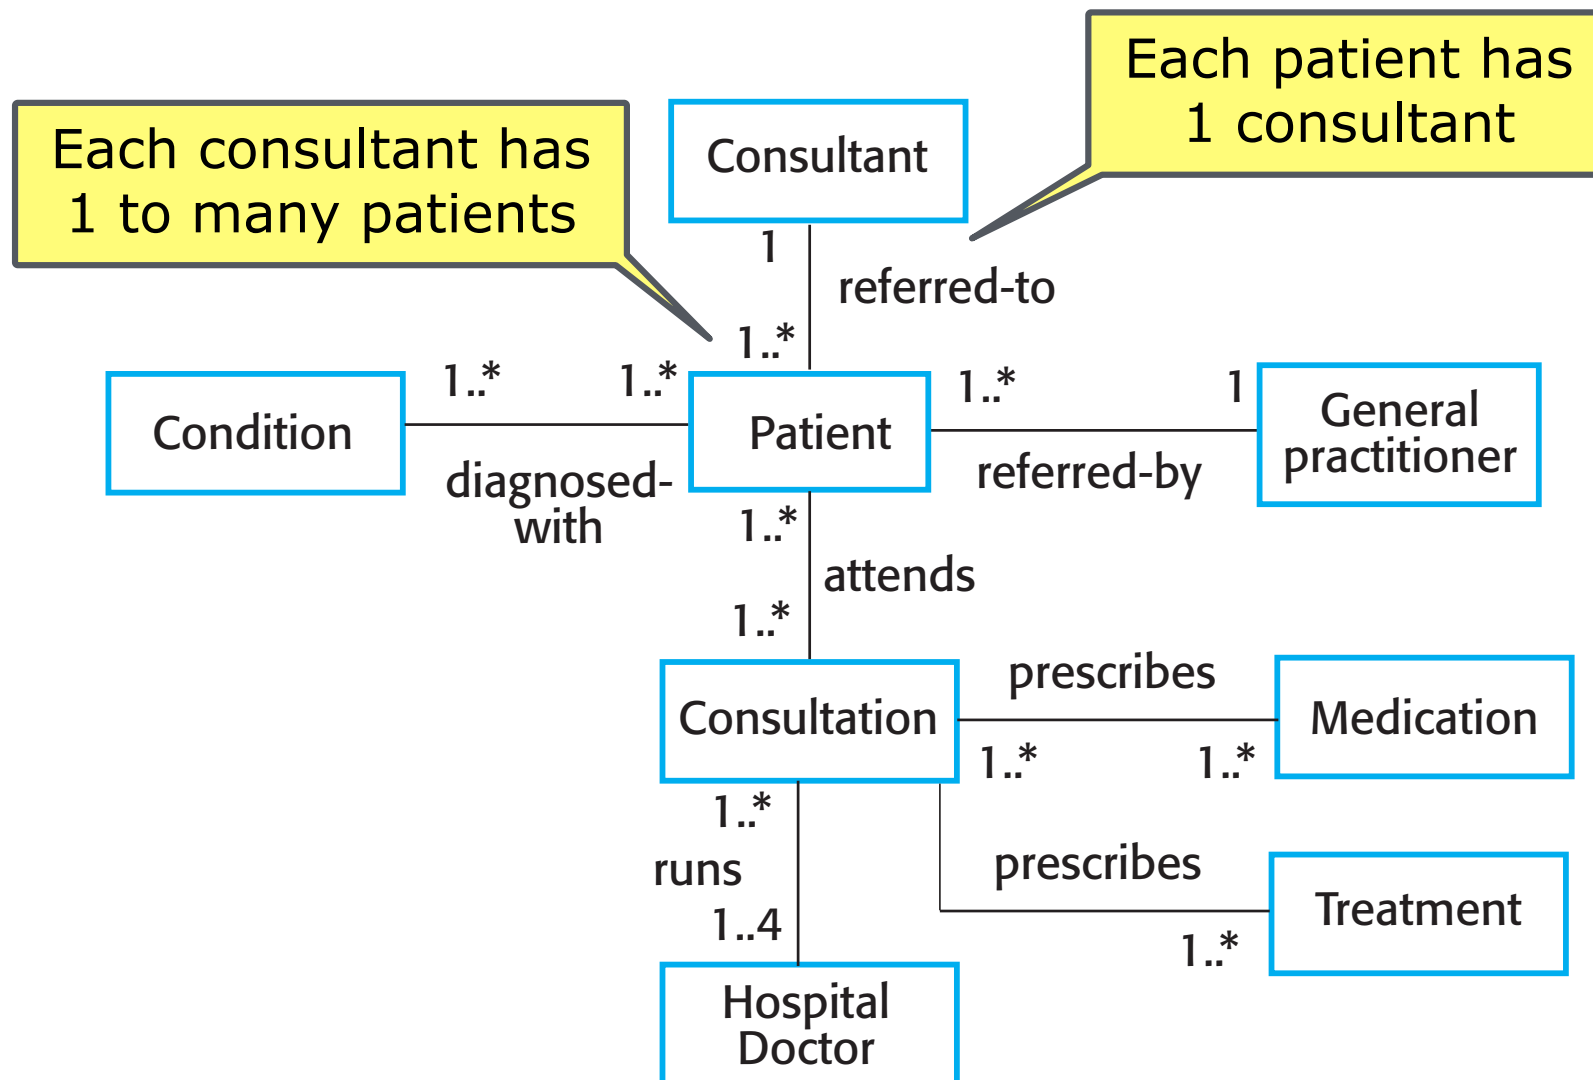 Each patient has
1 consultant
Each consultant has
1 to many patients
Consultant
1
referred-to
1..*
1..*
1..*
1..*
1
Condition
Patient
General
practitioner
diagnosed-
with
referred-by
1..*
attends
1..*
prescribes
Consultation
Medication
1..*
1..*
1..*
runs
prescribes
1..4
Treatment
1..*
Hospital
Doctor